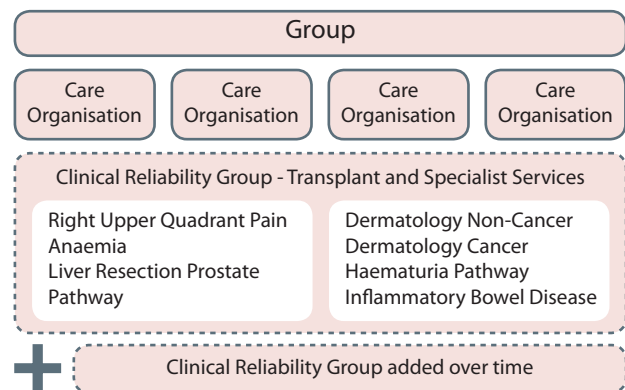 Group
Care
Organisation
Care
Organisation
Care
Organisation
Care
Organisation
Clinical Reliability Group - Transplant and Specialist Services
Right Upper Quadrant Pain
Anaemia
Liver Resection Prostate
Pathway
Dermatology Non-Cancer
Dermatology Cancer
Haematuria Pathway
Inflammatory Bowel Disease
Clinical Reliability Group added over time